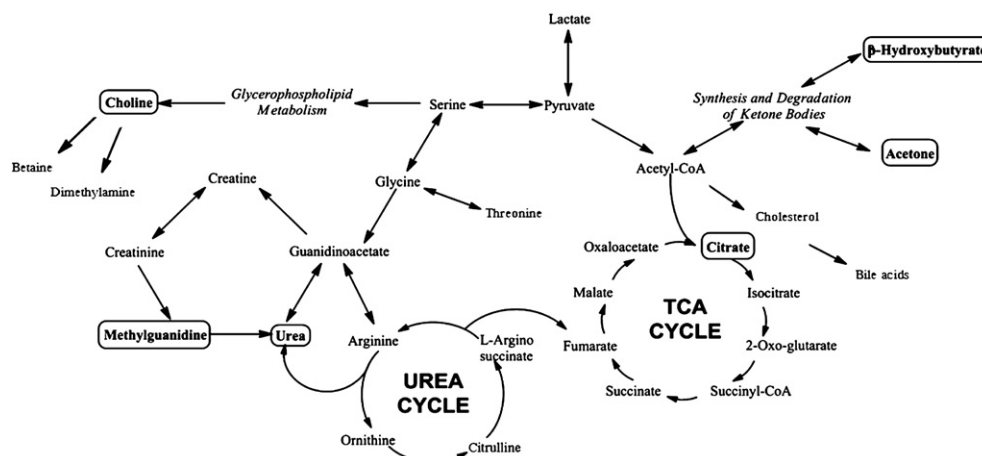 Lactate
β-Hydroxybutyrate
Choline
Glycerophospholipid
Metabolism
Serine
Pyruvate
Synthesis and Degradation
of Ketone Bodies
Acetone
Betaine
Dimethylamine
Creatine
Glycine
Threonine
Acetyl-CoA
Cholesterol
Creatinine
Guanidinoacetate
Oxaloacetate
Citrate
Bile acids
Malate
TCA
CYCLE
Isocitrate
Methylguanidine
Urea
Arginine
L-Argino
succinate
Fumarate
2-Oxo-glutarate
UREA
CYCLE
Succinate
Succinyl-CoA
Ornithine
Citrulline